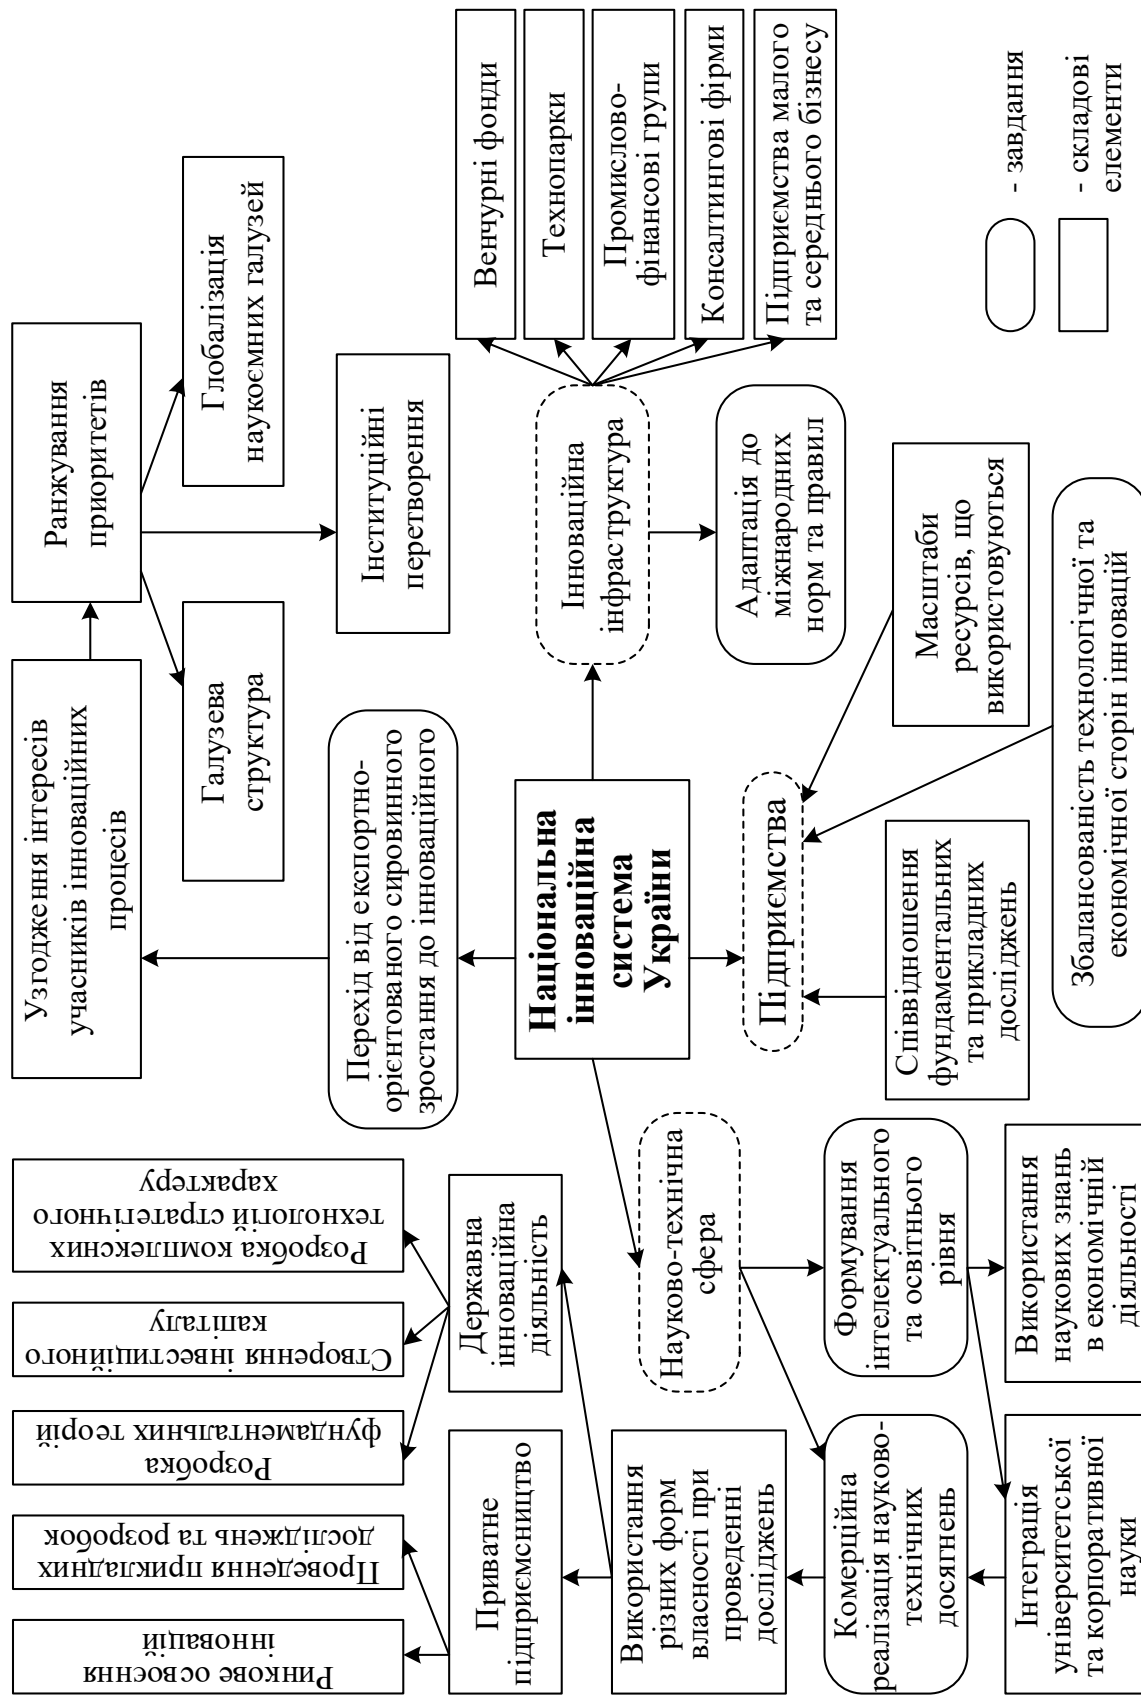 Ринкове освоєння
інновацій
Проведення прикладних
досліджень та розробок
Розробка
фундаментальних теорій
Створення інвестиційного
капіталу
Розробка комплексних
технологій стратегічного
характеру
Узгодження інтересів
учасників інноваційних
процесів
Ранжування
приоритетів
Галузева
структура
Глобалізація
наукоємних галузей
Інституційні
перетворення
Приватне
підприємсництво
Державна
інноваційна
діяльність
Перехід від експортно-
орієнтованого сировинного
зростання до інноваційного
Венчурні фонди
Технопарки
Промислово-
фінансові групи
Консалтингові фірми
Підприємства малого
та середнього бізнесу
Національна
інноваційна
система
України
Інноваційна
інфраструктура
Використання
різних форм
власності при
проведенні
досліджень
Науково-технічна
сфера
Підприємства
Адаптація до
міжнародних
норм та правил
Комерційна
реалізація науково-
технічних
досягнень
Формування
інтелектуального
та освітнього
рівня
Співвідношення
фундаментальних
та прикладних
досліджень
Масштаби
ресурсів, що
використовуються
Інтеграція
університетської
та корпоративної
науки
Використання
наукових знань
в економічній
діяльності
Збалансованість технологічної та
економічної сторін інновацій
- завдання
- складові
елементи